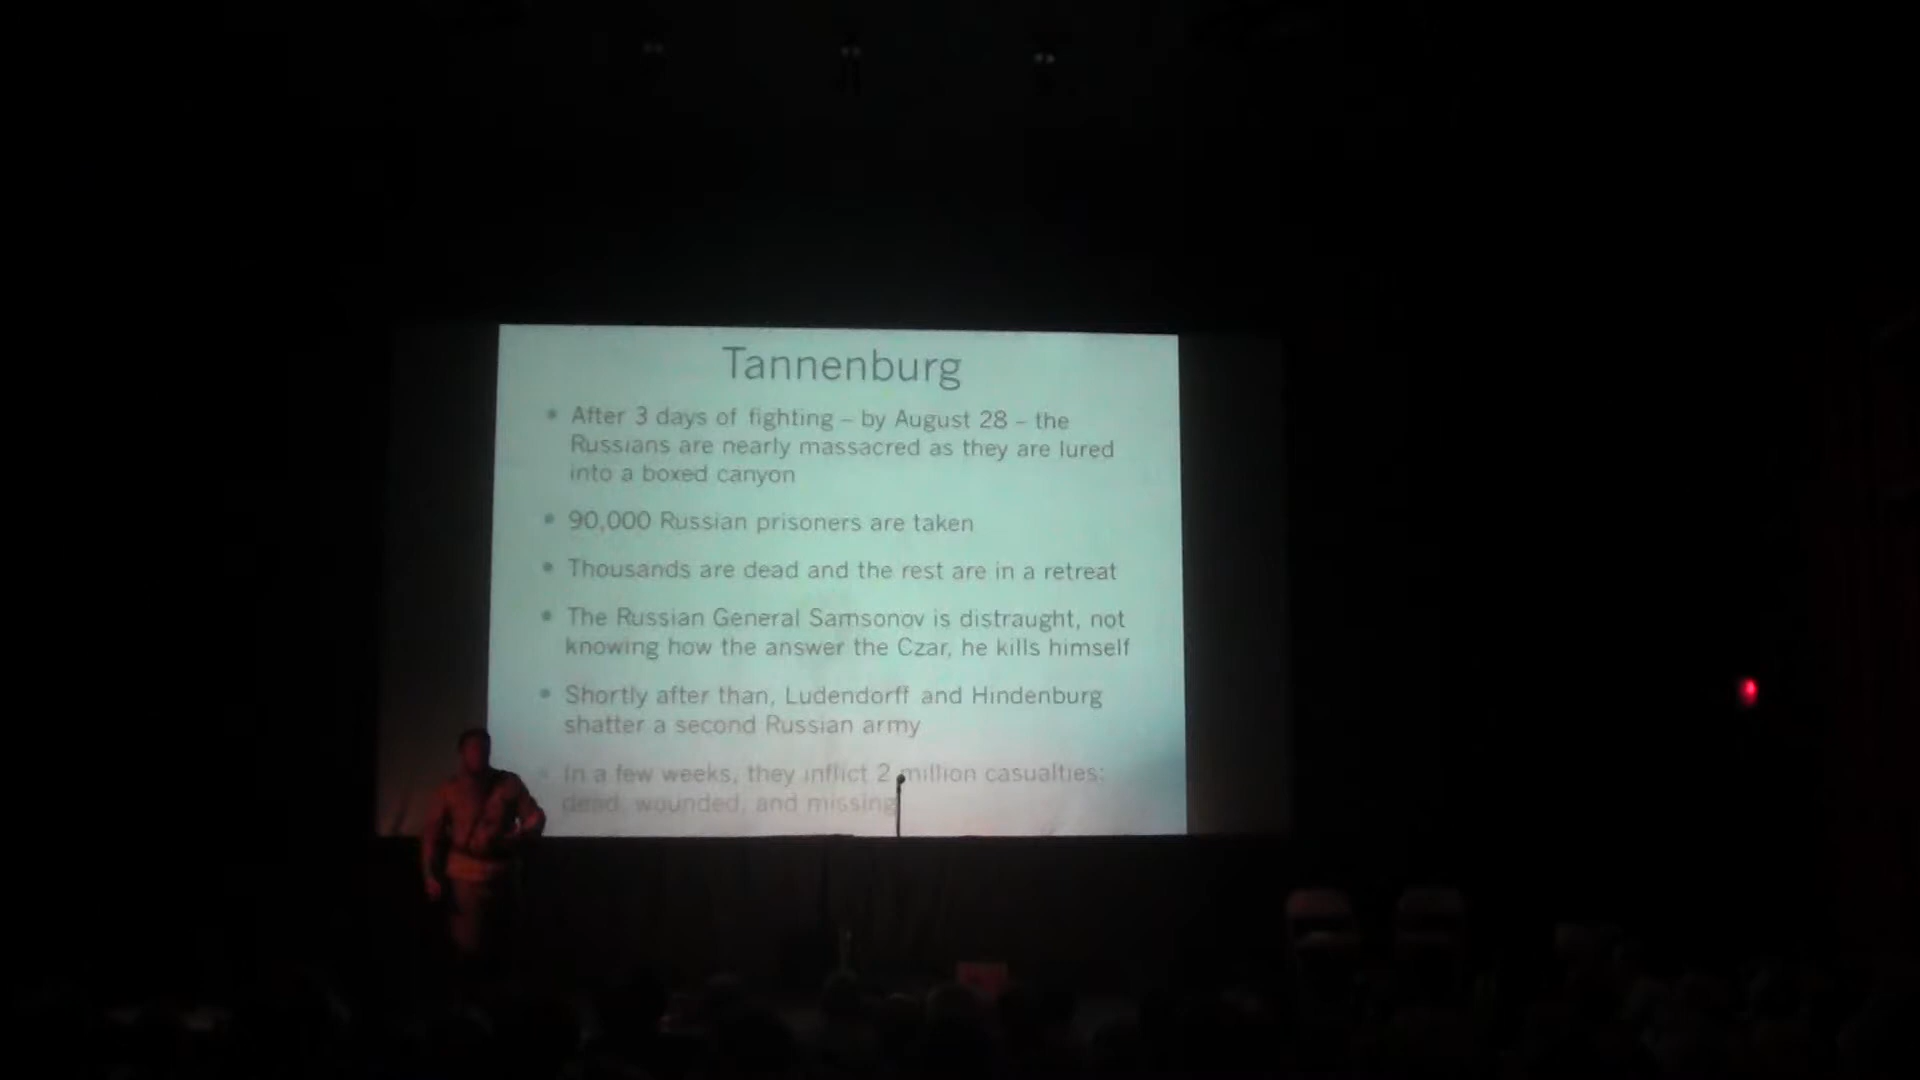 Tannenburg
• After 3 days of fighting – by August 28 – the
Russians are nearly massacred as they are lured
into a boxed canyon
• 90,000 Russian prisoners are taken
• Thousands are dead and the rest are in a retreat
• The Russian General Samsonov is distraught, not
knowing how the answer the Czar, he kills himself
• Shortly after than, Ludendorff and Hindenburg
shatter a second Russian army
• In a few weeks, they inflict 2 million casualties:
dead, wounded, and missing